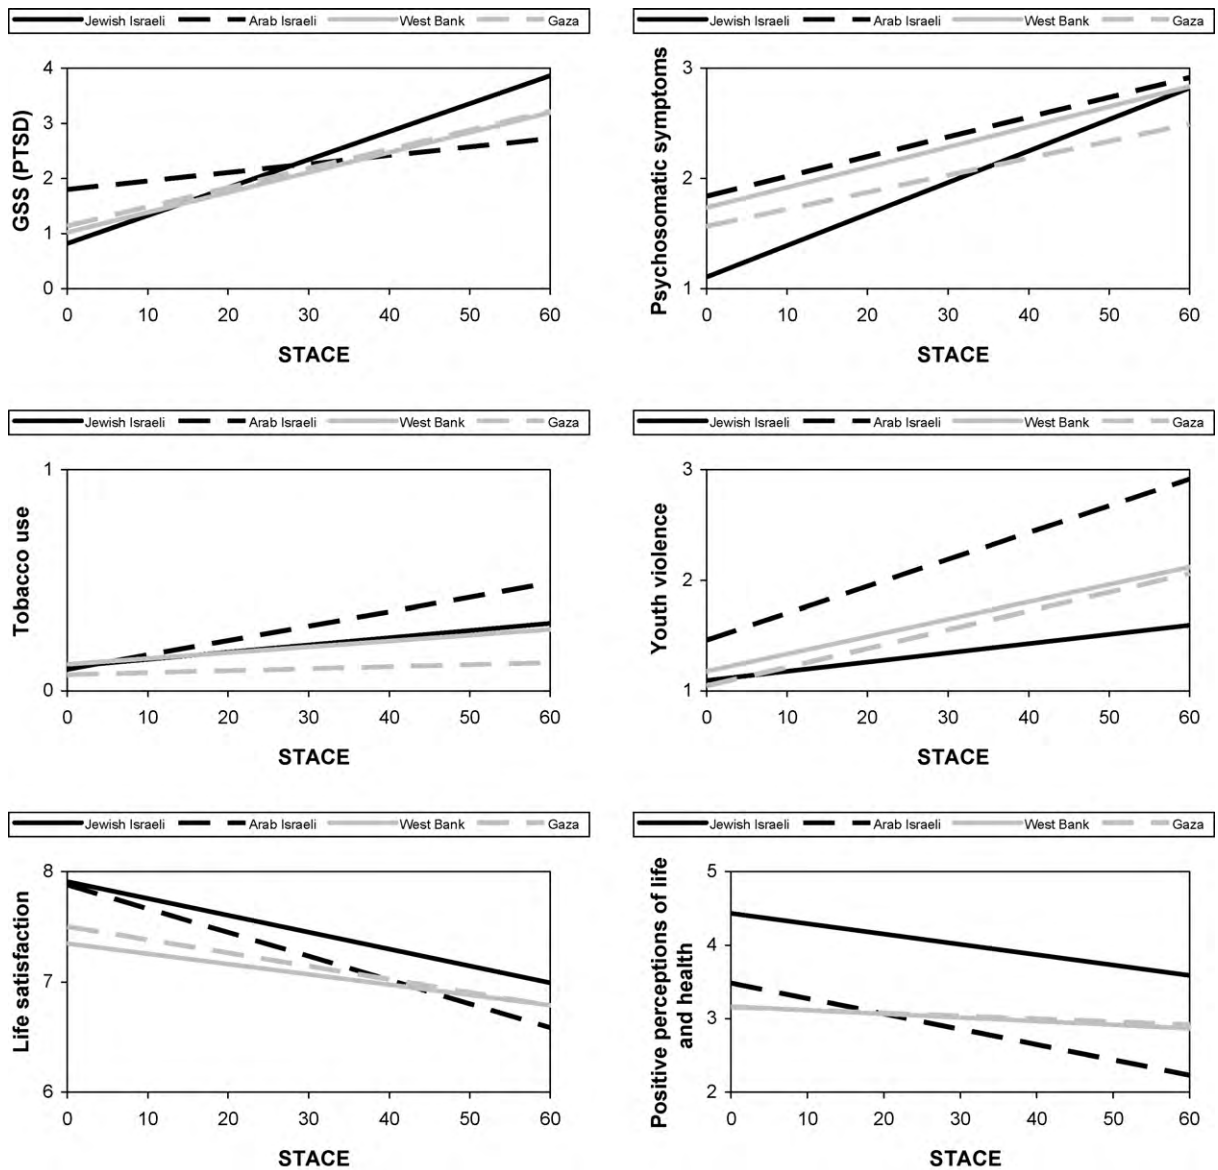 Jewish Israeli Arab Israeli West Bank Gaza
4
3
2
1
0
GSS (PTSD)
0 10 20 30 40 50 60
STACE
Jewish Israeli Arab Israeli West Bank Gaza
3
2
1
Psychosomatic symptoms
0 10 20 30 40 50 60
STACE
Jewish Israeli Arab Israeli West Bank Gaza
1
0
Tobacco use
0 10 20 30 40 50 60
STACE
Jewish Israeli Arab Israeli West Bank Gaza
3
2
1
Youth violence
0 10 20 30 40 50 60
STACE
Jewish Israeli Arab Israeli West Bank Gaza
8
7
6
Life satisfaction
0 10 20 30 40 50 60
STACE
Jewish Israeli Arab Israeli West Bank Gaza
5
4
3
2
Positive perceptions of life
and health
0 10 20 30 40 50 60
STACE